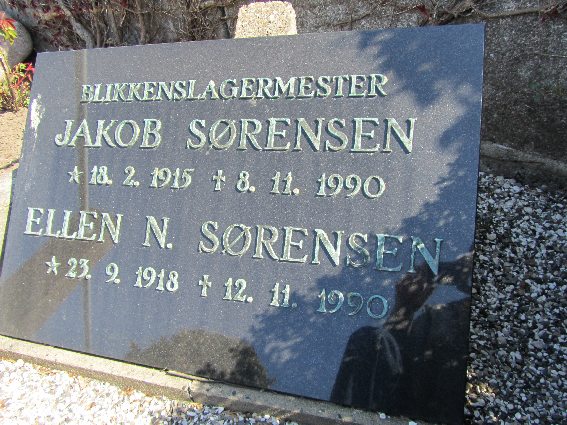 BLIKKENSLAGERMESTER
JAKOB SØRENSEN
★ 18. 2. 1915 ✝ 8. 11. 1990
ELLEN N. SØRENSEN
★ 23. 9. 1918 ✝ 12. 11. 1990